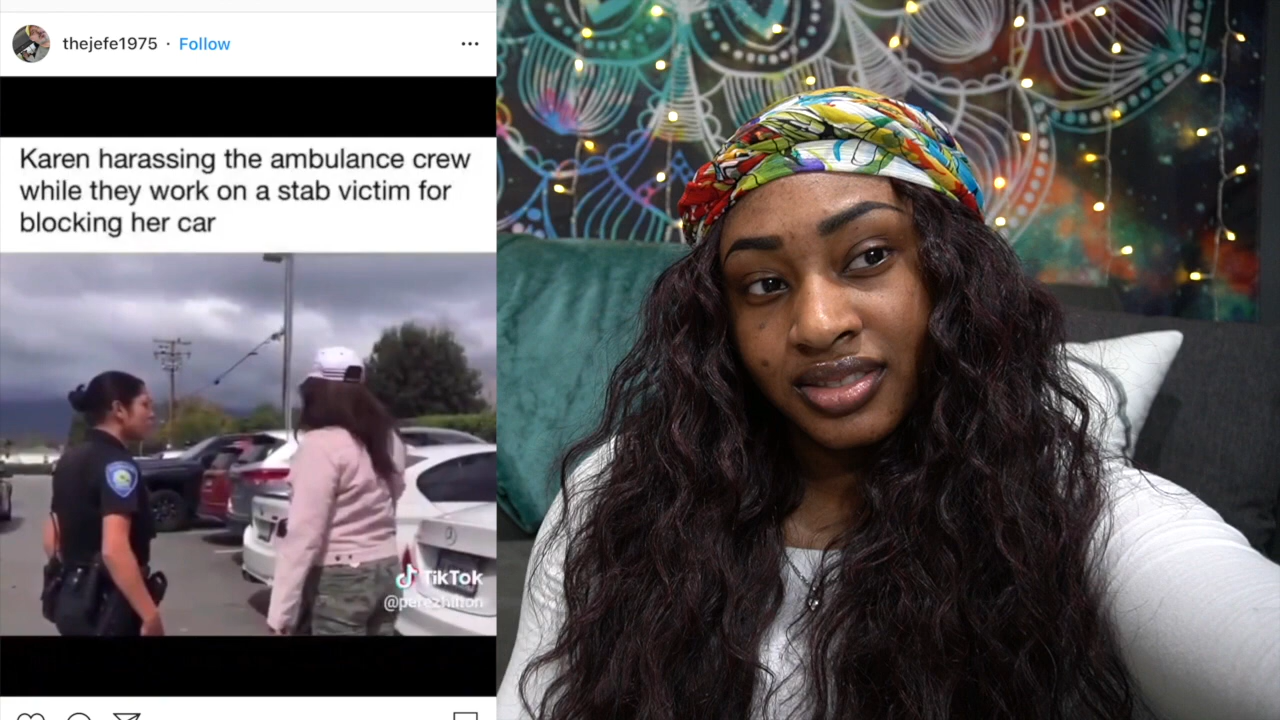 thejefe1975 · Follow
Karen harassing the ambulance crew
while they work on a stab victim for
blocking her car
TikTok
@perezhilton